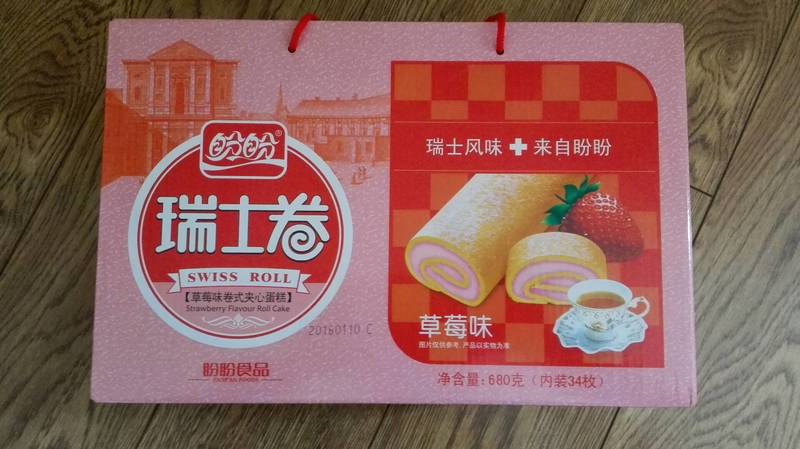 盼盼®
瑞士卷
SWISS ROLL
【草莓味卷式夹心蛋糕】
Strawberry Flavour Roll Cake
20150110 C
盼盼食品
PANPAN FOODS
瑞士风味 来自盼盼
草莓味
图片仅供参考,产品以实物为准
净含量:680克(内装34枚)